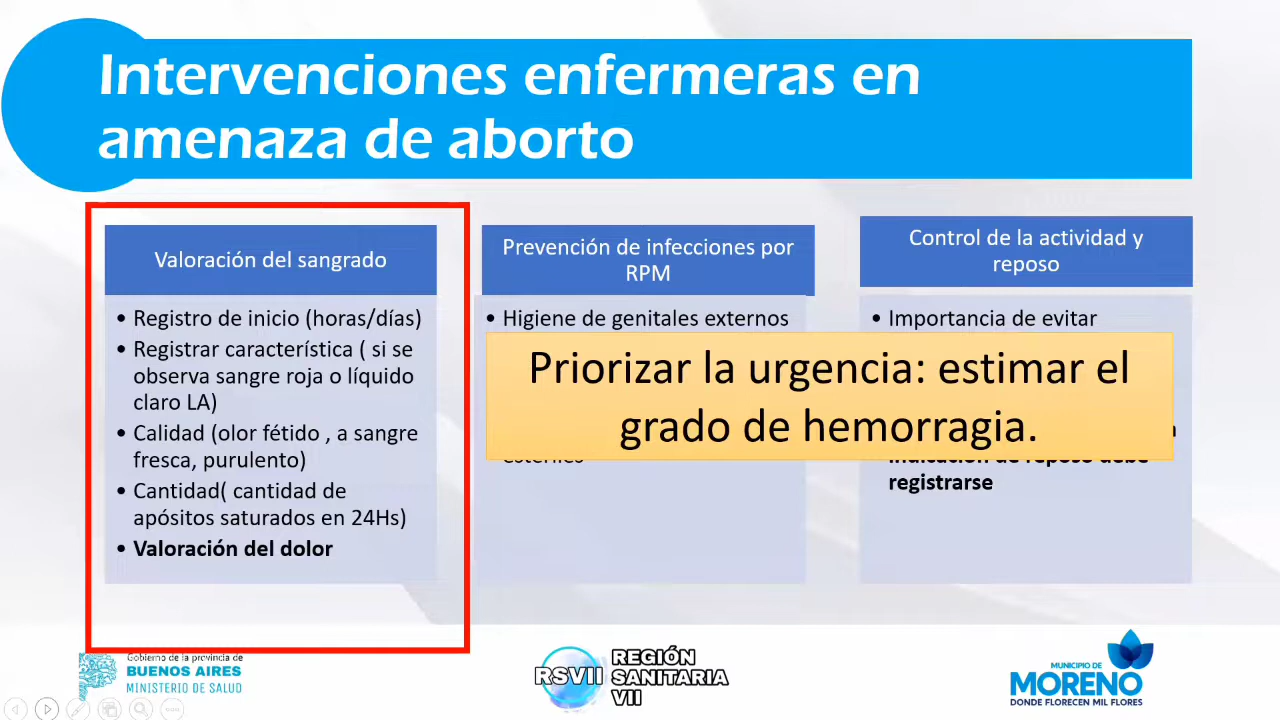 Intervenciones enfermeras en
amenaza de aborto
Valoración del sangrado
• Registro de inicio (horas/días)
• Registrar característica ( si se
observa sangre roja o líquido
claro LA)
• Calidad (olor fétido , a sangre
fresca, purulento)
• Cantidad( cantidad de
apósitos saturados en 24Hs)
• Valoración del dolor
Prevención de infecciones por
RPM
• Higiene de genitales externos
Control de la actividad y
reposo
• Importancia de evitar
Priorizar la urgencia: estimar el
grado de hemorragia.
indicación de reposo debe
registrarse
Gobierno de la provincia de
BUENOS AIRES
MINISTERIO DE SALUD
RSVII
REGIÓN
SANITARIA
VII
MUNICIPIO DE
MORENO
DONDE FLORECEN MIL FLORES